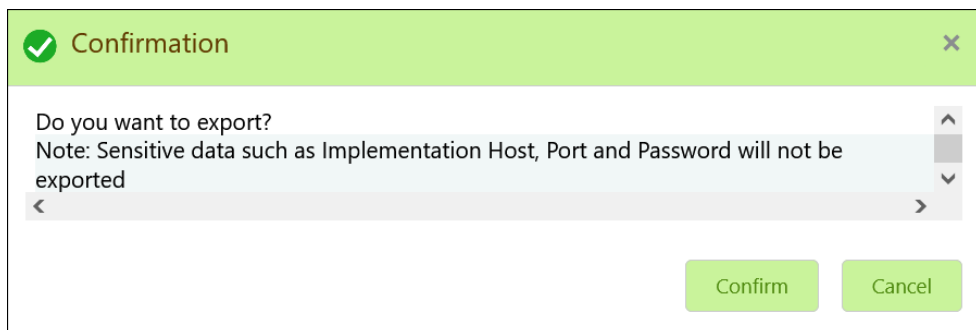 Confirmation
Do you want to export?
Note: Sensitive data such as Implementation Host, Port and Password will not be
exported
Confirm
Cancel